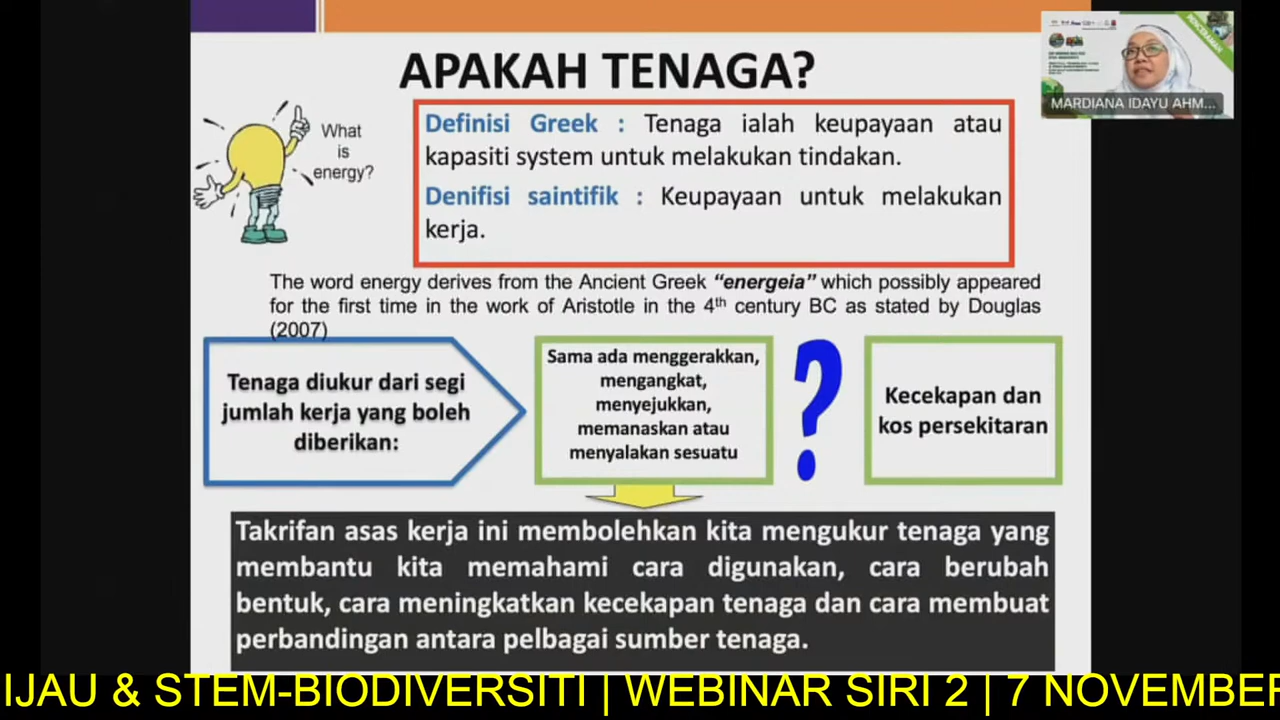 APAKAH TENAGA?
What
is
energy?
Definisi Greek : Tenaga ialah keupayaan atau
kapasiti system untuk melakukan tindakan.
Denifisi saintifik : Keupayaan untuk melakukan
kerja.
The word energy derives from the Ancient Greek “energeia” which possibly appeared
for the first time in the work of Aristotle in the 4th century BC as stated by Douglas
(2007)
Tenaga diukur dari segi
jumlah kerja yang boleh
diberikan:
Sama ada menggerakkan,
mengangkat,
menyejukkan,
memanaskan atau
menyalakan sesuatu
?
Kecekapan dan
kos persekitaran
Takrifan asas kerja ini membolehkan kita mengukur tenaga yang
membantu kita memahami cara digunakan, cara berubah
bentuk, cara meningkatkan kecekapan tenaga dan cara membuat
perbandingan antara pelbagai sumber tenaga.
PENCERAMAH
MARDIANA IDAYU AHM...
IJAU & STEM-BIODIVERSITI | WEBINAR SIRI 2 | 7 NOVEMBER